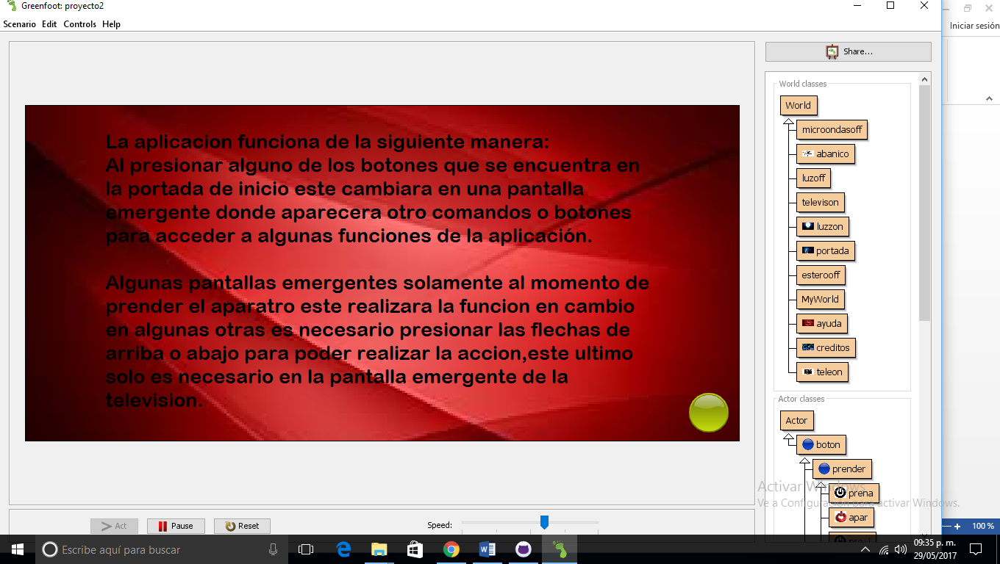 Greenfoot: proyecto2
Scenario Edit Controls Help
Iniciar sesión
Share...
La aplicacion funciona de la siguiente manera:
Al presionar alguno de los botones que se encuentra en
la portada de inicio este cambiara en una pantalla
emergente donde aparecera otro comandos o botones
para acceder a algunas funciones de la aplicación.
Algunas pantallas emergentes solamente al momento de
prender el aparatro este realizara la funcion en cambio
en algunas otras es necesario presionar las flechas de
arriba o abajo para poder realizar la accion,este ultimo
solo es necesario en la pantalla emergente de la
television.
World classes
World
microondasoff
abanico
luzoff
televison
luzzon
portada
esterooff
MyWorld
ayuda
creditos
teleon
Actor classes
Actor
boton
prender
prena
apar
Activar Windows
Ve a Configuración para activar Windows.
Act Pause Reset Speed:
100 %
Escribe aquí para buscar
09:35 p. m.
29/05/2017